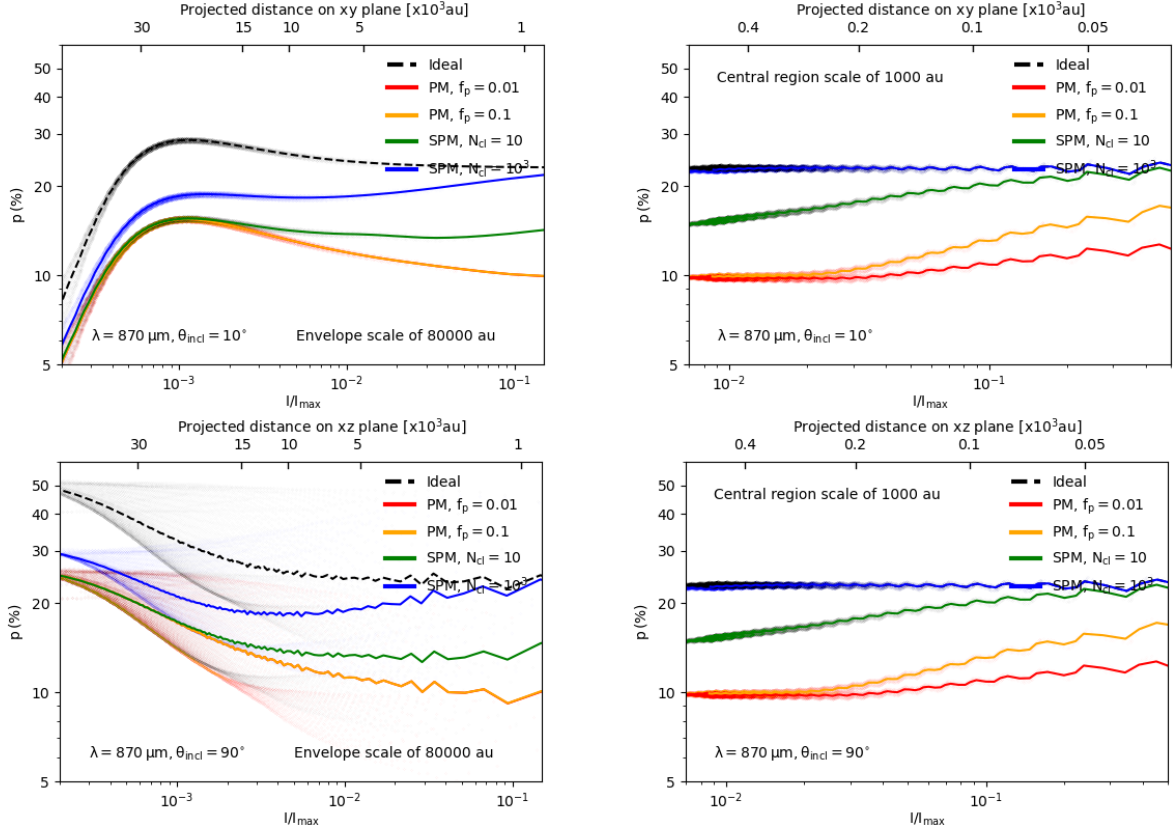 Projected distance on xy plane [x10³au]
30 15 10 5 1
50
40
30
20
10
5
p (%)
Ideal
PM, fₚ = 0.01
PM, fₚ = 0.1
SPM, N_cl = 10
SPM, N_cl = 10³
λ = 870 μm, θ_incl = 10° Envelope scale of 80000 au
10⁻³ 10⁻² 10⁻¹
I/I_max
Projected distance on xy plane [x10³au]
0.4 0.2 0.1 0.05
50
40
30
20
10
5
p (%)
Central region scale of 1000 au
Ideal
PM, fₚ = 0.01
PM, fₚ = 0.1
SPM, N_cl = 10
SPM, N_cl = 10³
λ = 870 μm, θ_incl = 10°
10⁻² 10⁻¹
I/I_max
Projected distance on xz plane [x10³au]
30 15 10 5 1
50
40
30
20
10
5
p (%)
Ideal
PM, fₚ = 0.01
PM, fₚ = 0.1
SPM, N_cl = 10
SPM, N_cl = 10³
λ = 870 μm, θ_incl = 90° Envelope scale of 80000 au
10⁻³ 10⁻² 10⁻¹
I/I_max
Projected distance on xz plane [x10³au]
0.4 0.2 0.1 0.05
50
40
30
20
10
5
p (%)
Central region scale of 1000 au
Ideal
PM, fₚ = 0.01
PM, fₚ = 0.1
SPM, N_cl = 10
SPM, N_cl = 10³
λ = 870 μm, θ_incl = 90°
10⁻² 10⁻¹
I/I_max